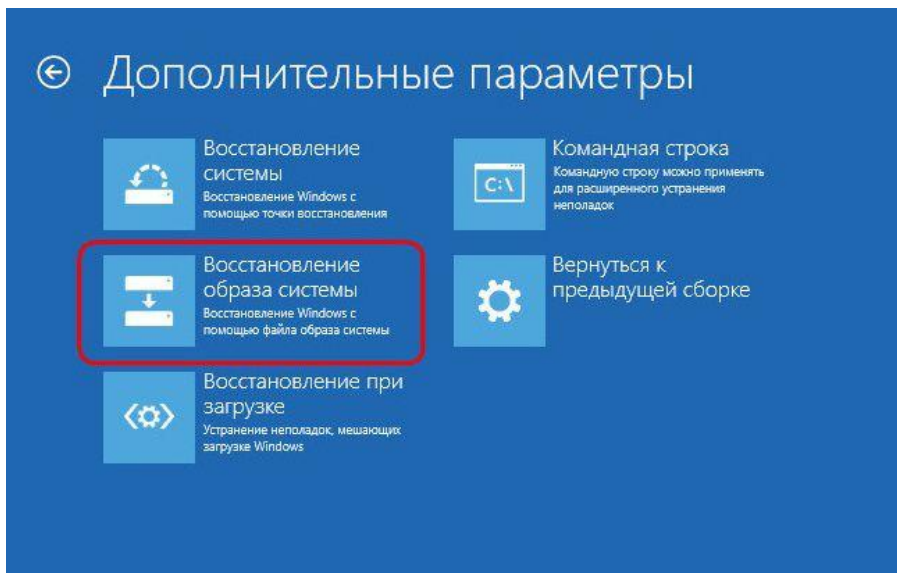 Дополнительные параметры
Восстановление
системы
Восстановление Windows с
помощью точки восстановления
Восстановление
образа системы
Восстановление Windows с
помощью файла образа системы
Восстановление при
загрузке
Устранение неполадок, мешающих
загрузке Windows
Командная строка
Командную строку можно применять
для расширенного устранения
неполадок
C:\
Вернуться к
предыдущей сборке